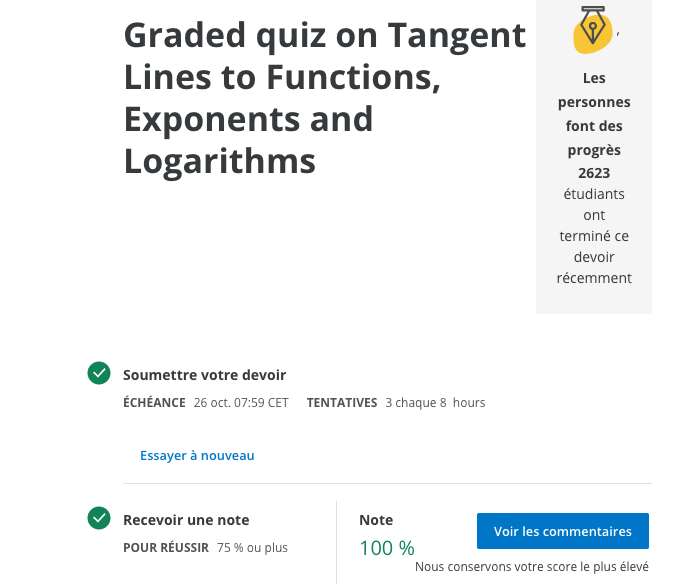 Graded quiz on Tangent
Lines to Functions,
Exponents and
Logarithms
,
Les
personnes
font des
progrès
2623
étudiants
ont
terminé ce
devoir
récemment
Soumettre votre devoir
ÉCHÉANCE 26 oct. 07:59 CET TENTATIVES 3 chaque 8 hours
Essayer à nouveau
Recevoir une note
POUR RÉUSSIR 75 % ou plus
Note
100 %
Voir les commentaires
Nous conservons votre score le plus élevé